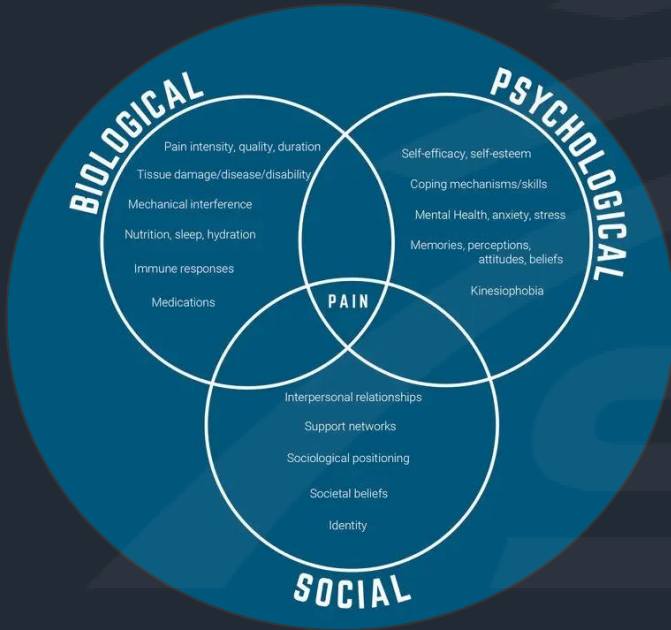 BIOLOGICAL
Pain intensity, quality, duration
Tissue damage/disease/disability
Mechanical interference
Nutrition, sleep, hydration
Immune responses
Medications
PSYCHOLOGICAL
Self-efficacy, self-esteem
Coping mechanisms/skills
Mental Health, anxiety, stress
Memories, perceptions,
attitudes, beliefs
Kinesiophobia
PAIN
Interpersonal relationships
Support networks
Sociological positioning
Societal beliefs
Identity
SOCIAL